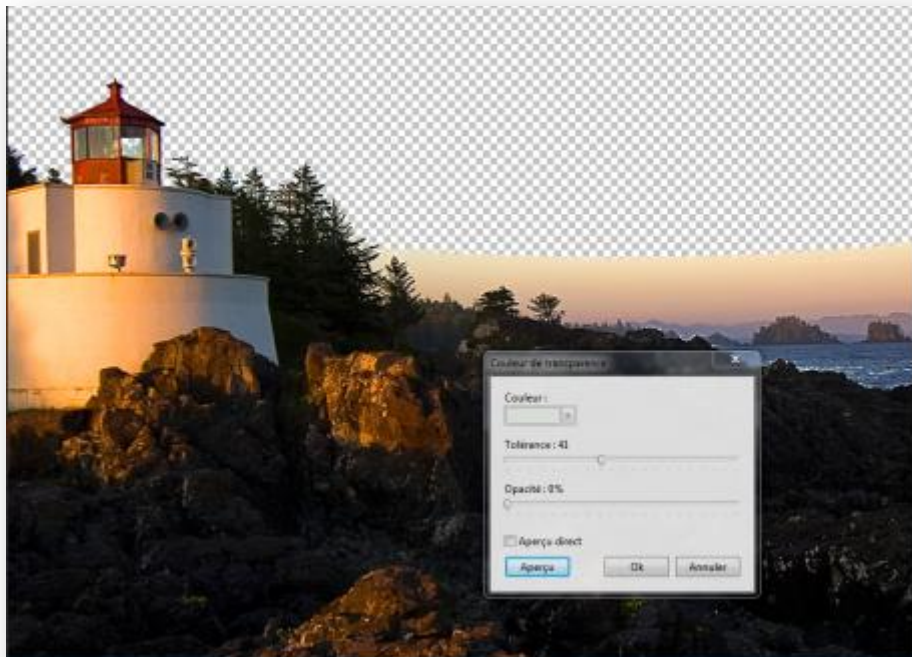 Couleur de transparence
Couleur :
Tolérance : 41
Opacité : 0%
Aperçu direct
Aperçu
Ok
Annuler